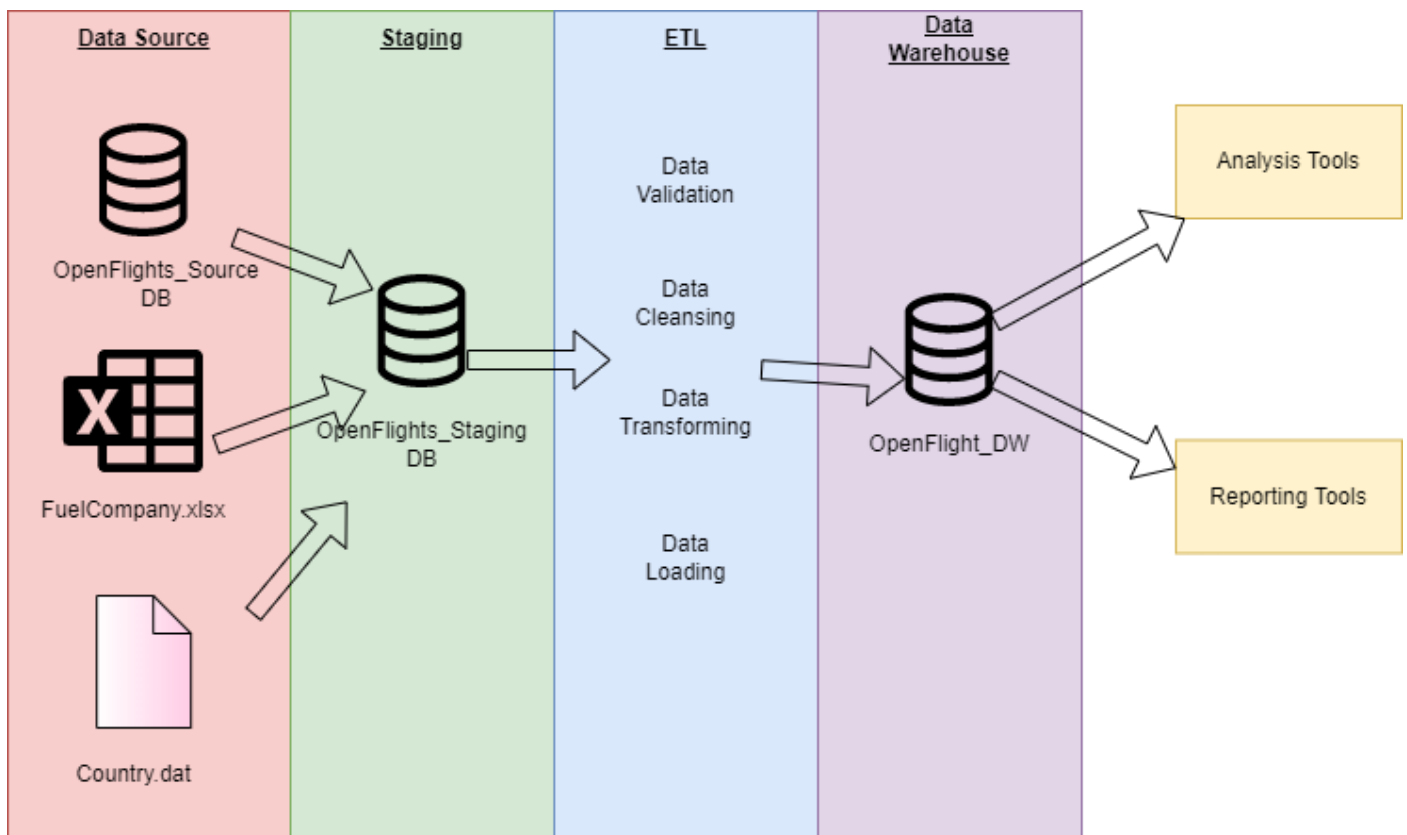 Data Source
Staging
ETL
Data
Warehouse
OpenFlights_Source
DB
X
FuelCompany.xlsx
Country.dat
OpenFlights_Staging
DB
Data
Validation
Data
Cleansing
Data
Transforming
Data
Loading
OpenFlight_DW
Analysis Tools
Reporting Tools